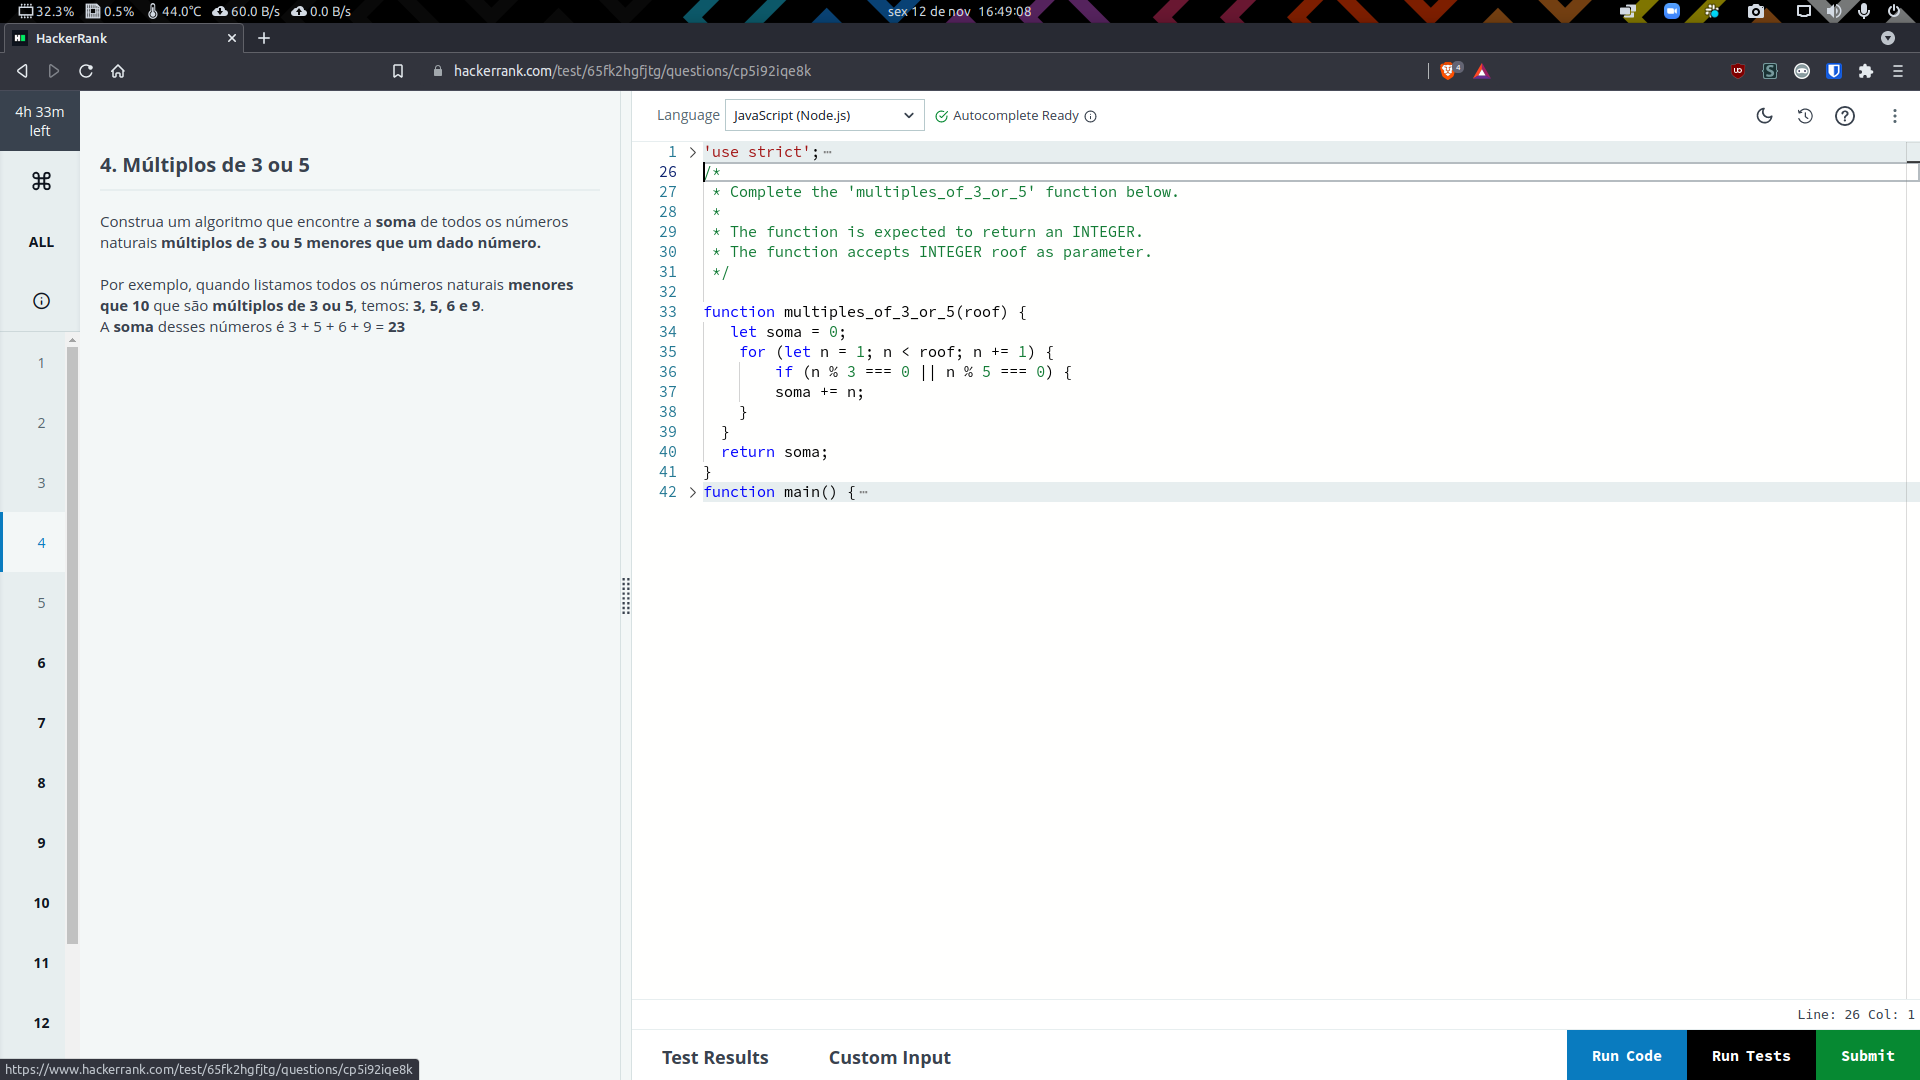 32.3% 0.5% 44.0°C 60.0 B/s 0.0 B/s sex 12 de nov 16:49:08
HackerRank
hackerrank.com/test/65fk2hgfjtg/questions/cp5i92iqe8k 4
4h 33m
left
ALL
1
2
3
4
5
6
7
8
9
10
11
12
4. Múltiplos de 3 ou 5
Construa um algoritmo que encontre a soma de todos os números
naturais múltiplos de 3 ou 5 menores que um dado número.
Por exemplo, quando listamos todos os números naturais menores
que 10 que são múltiplos de 3 ou 5, temos: 3, 5, 6 e 9.
A soma desses números é 3 + 5 + 6 + 9 = 23
Language JavaScript (Node.js) Autocomplete Ready
1 'use strict';
26 /*
27 * Complete the 'multiples_of_3_or_5' function below.
28 *
29 * The function is expected to return an INTEGER.
30 * The function accepts INTEGER roof as parameter.
31 */
32
33 function multiples_of_3_or_5(roof) {
34 let soma = 0;
35 for (let n = 1; n < roof; n += 1) {
36 if (n % 3 === 0 || n % 5 === 0) {
37 soma += n;
38 }
39 }
40 return soma;
41 }
42 function main() {
Line: 26 Col: 1
Test Results Custom Input Run Code Run Tests Submit
https://www.hackerrank.com/test/65fk2hgfjtg/questions/cp5i92iqe8k